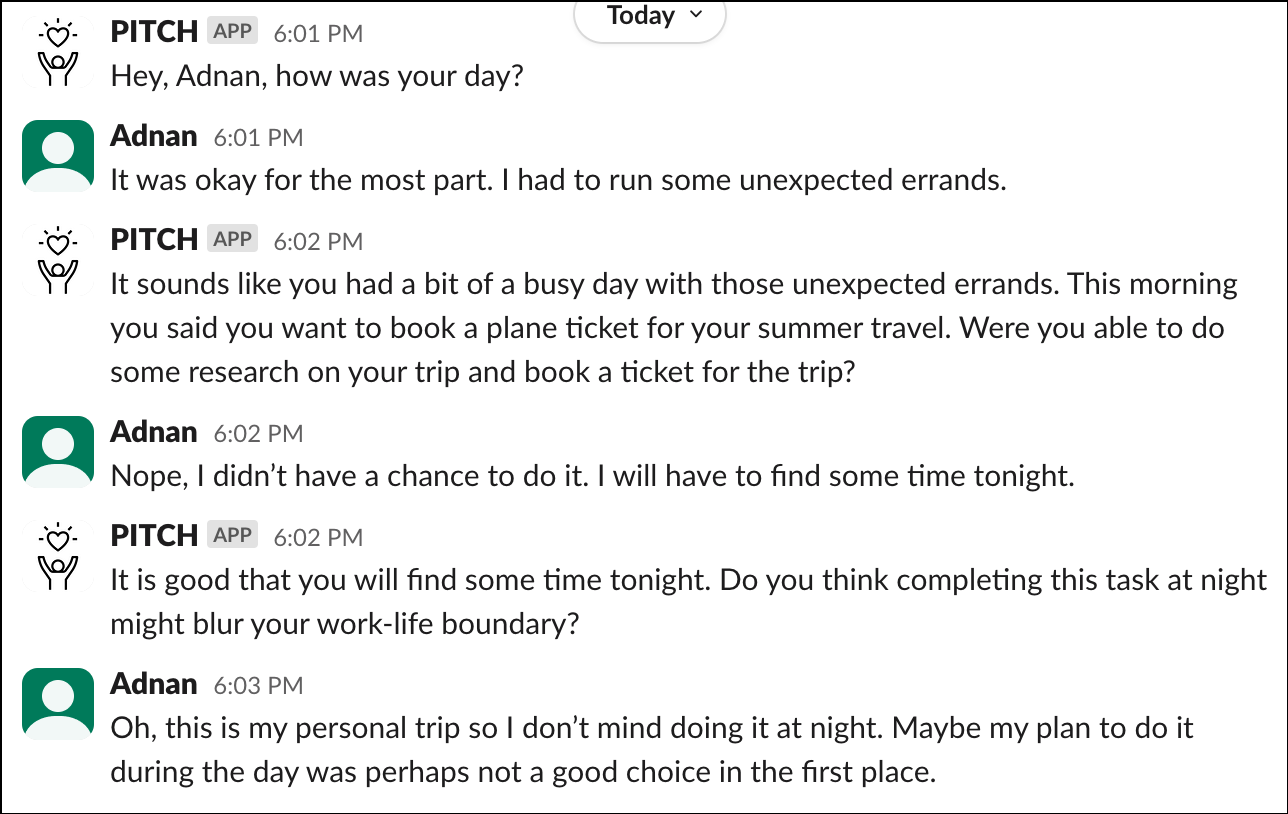 Today
PITCH APP 6:01 PM
Hey, Adnan, how was your day?
Adnan 6:01 PM
It was okay for the most part. I had to run some unexpected errands.
PITCH APP 6:02 PM
It sounds like you had a bit of a busy day with those unexpected errands. This morning
you said you want to book a plane ticket for your summer travel. Were you able to do
some research on your trip and book a ticket for the trip?
Adnan 6:02 PM
Nope, I didn’t have a chance to do it. I will have to find some time tonight.
PITCH APP 6:02 PM
It is good that you will find some time tonight. Do you think completing this task at night
might blur your work-life boundary?
Adnan 6:03 PM
Oh, this is my personal trip so I don’t mind doing it at night. Maybe my plan to do it
during the day was perhaps not a good choice in the first place.